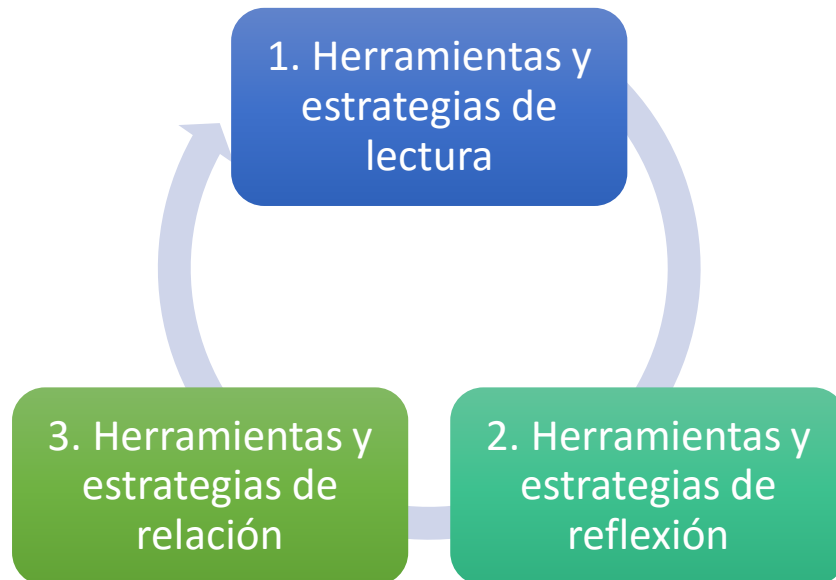 1. Herramientas y
estrategias de
lectura
2. Herramientas y
estrategias de
reflexión
3. Herramientas y
estrategias de
relación